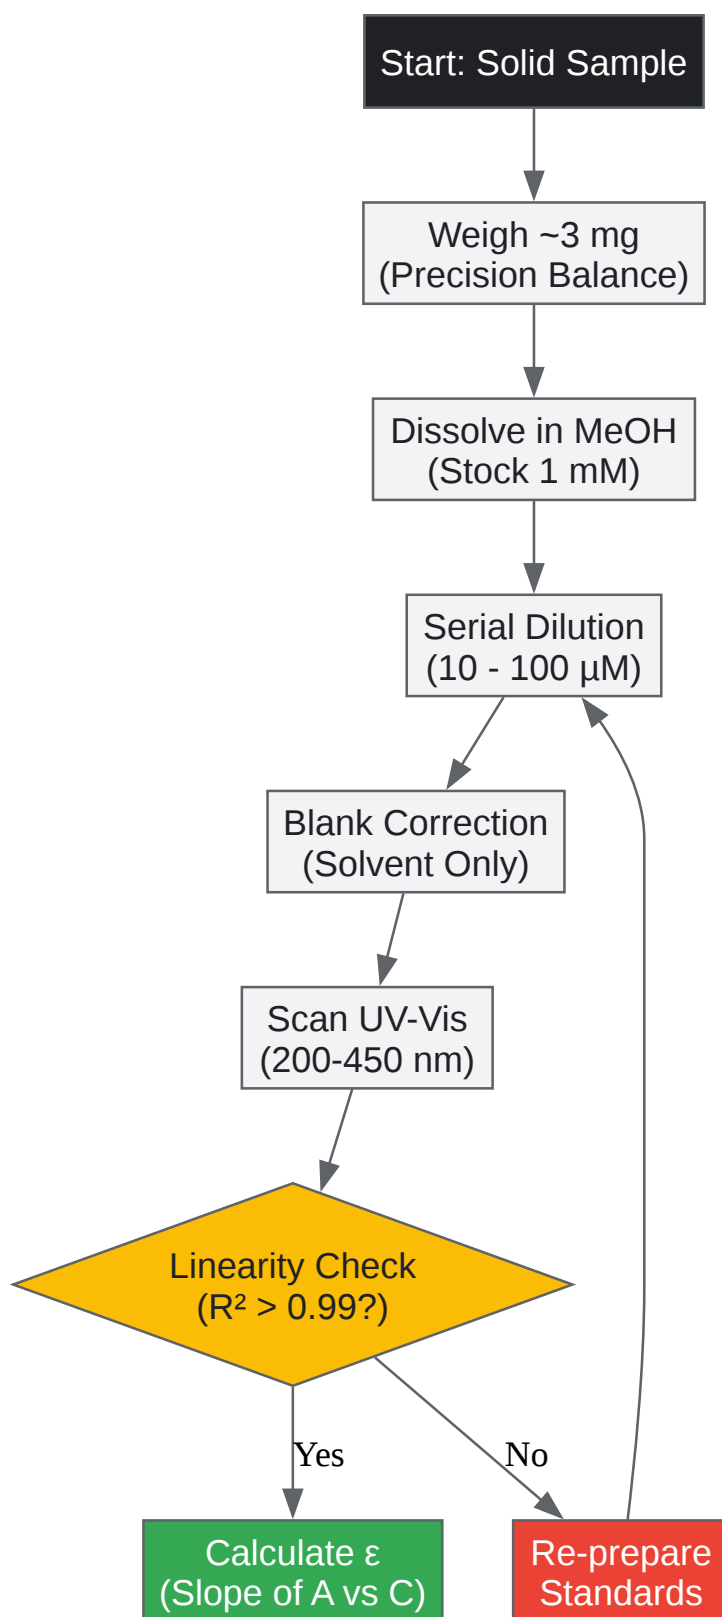 Start: Solid Sample
Weigh ~3 mg
(Precision Balance)
Dissolve in MeOH
(Stock 1 mM)
Serial Dilution
(10 - 100 µM)
Blank Correction
(Solvent Only)
Scan UV-Vis
(200-450 nm)
Linearity Check
(R² > 0.99?)
Yes
No
Calculate ε
(Slope of A vs C)
Re-prepare
Standards